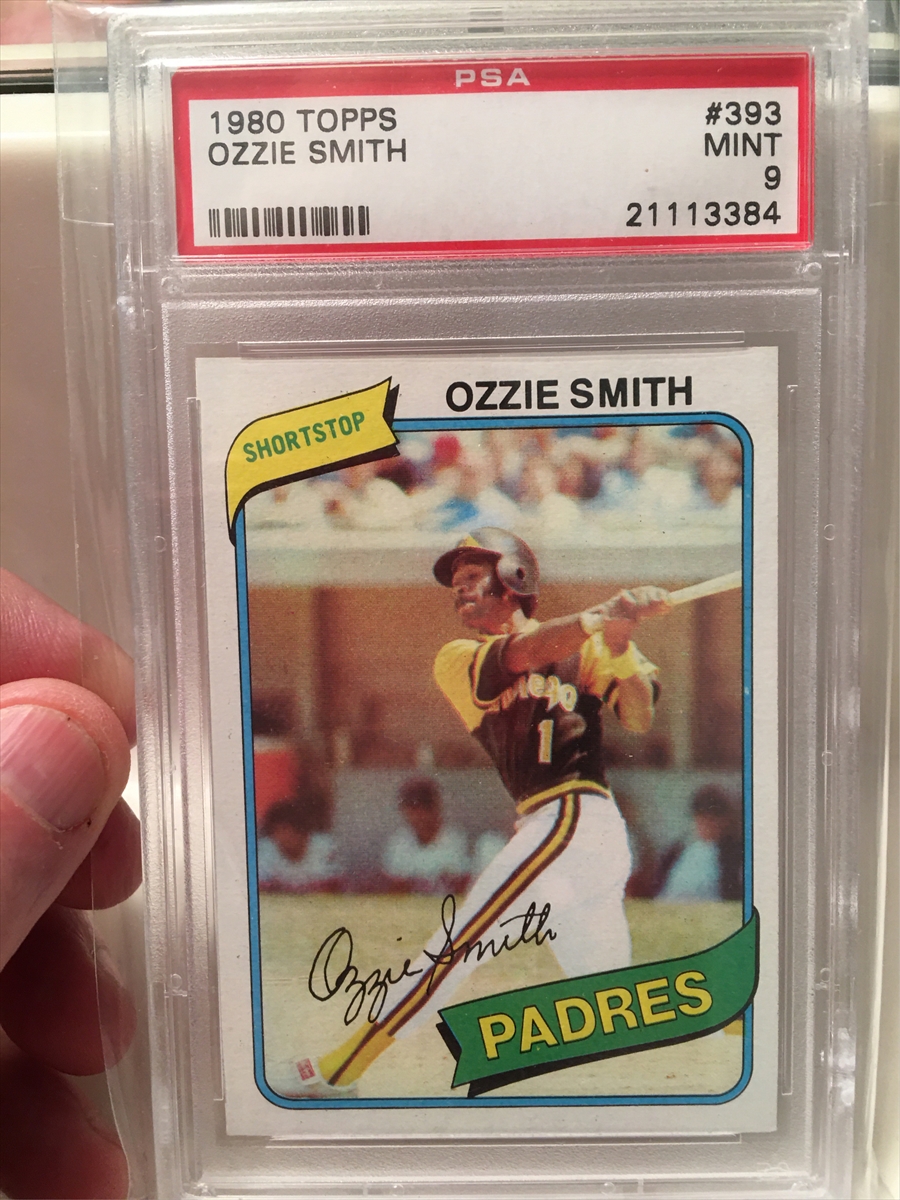 PSA
1980 TOPPS #393
OZZIE SMITH MINT
9
21113384
OZZIE SMITH
SHORTSTOP
1
Ozzie Smith
PADRES